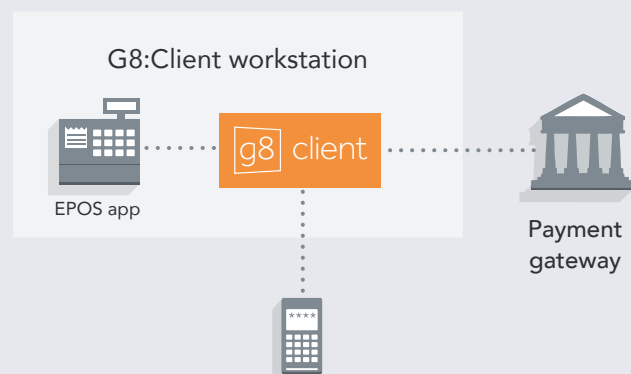 G8:Client workstation
g8 client
EPOS app
Payment
gateway
****